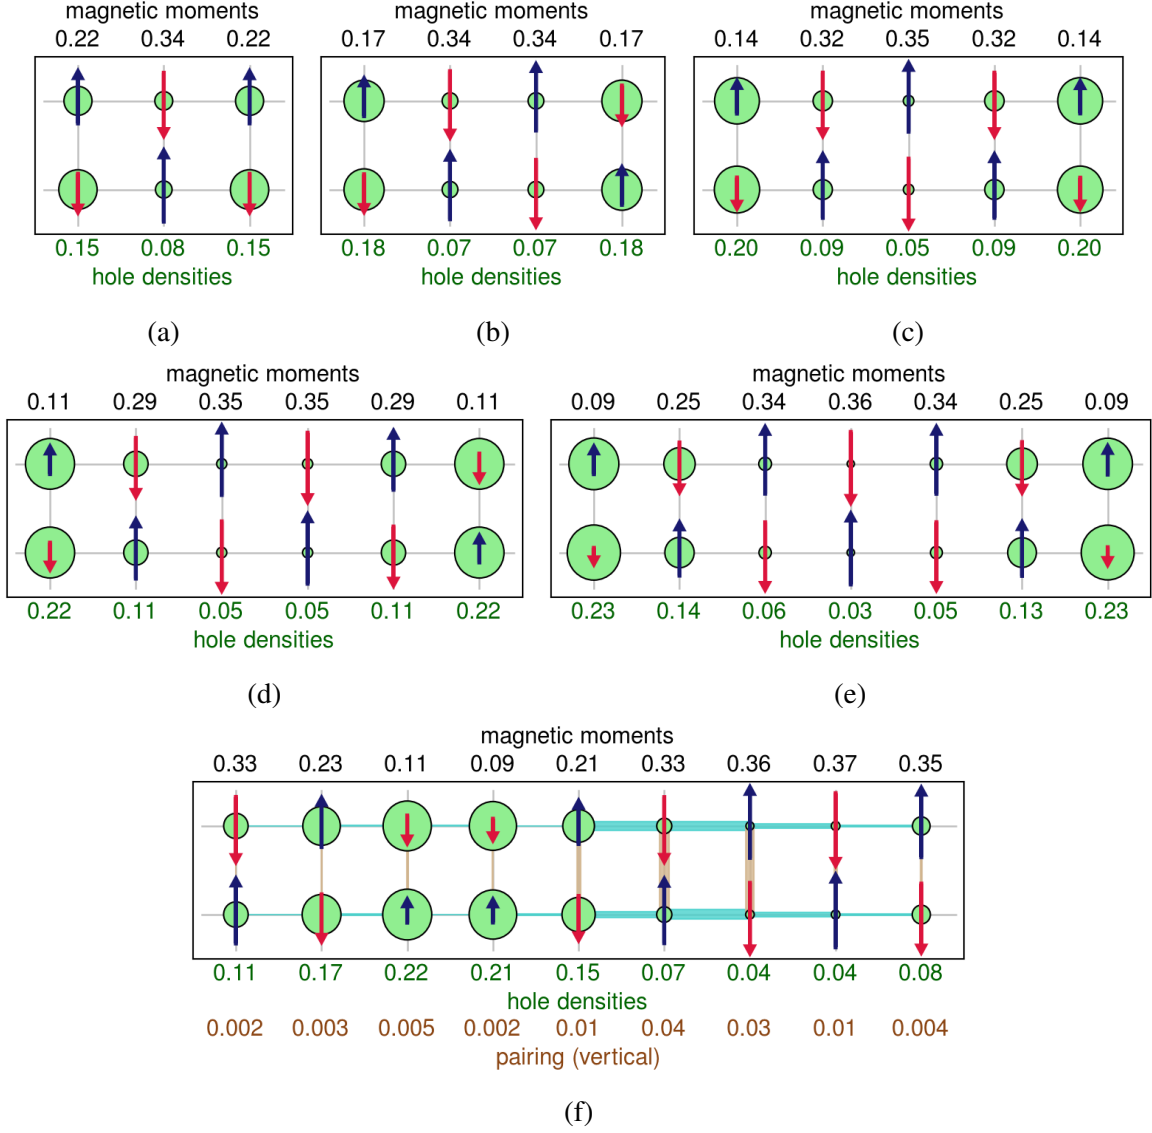 magnetic moments
0.22 0.34 0.22
0.15 0.08 0.15
hole densities
(a)
magnetic moments
0.17 0.34 0.34 0.17
0.18 0.07 0.07 0.18
hole densities
(b)
magnetic moments
0.14 0.32 0.35 0.32 0.14
0.20 0.09 0.05 0.09 0.20
hole densities
(c)
magnetic moments
0.11 0.29 0.35 0.35 0.29 0.11
0.22 0.11 0.05 0.05 0.11 0.22
hole densities
(d)
magnetic moments
0.09 0.25 0.34 0.36 0.34 0.25 0.09
0.23 0.14 0.06 0.03 0.05 0.13 0.23
hole densities
(e)
magnetic moments
0.33 0.23 0.11 0.09 0.21 0.33 0.36 0.37 0.35
0.11 0.17 0.22 0.21 0.15 0.07 0.04 0.04 0.08
hole densities
0.002 0.003 0.005 0.002 0.01 0.04 0.03 0.01 0.004
pairing (vertical)
(f)